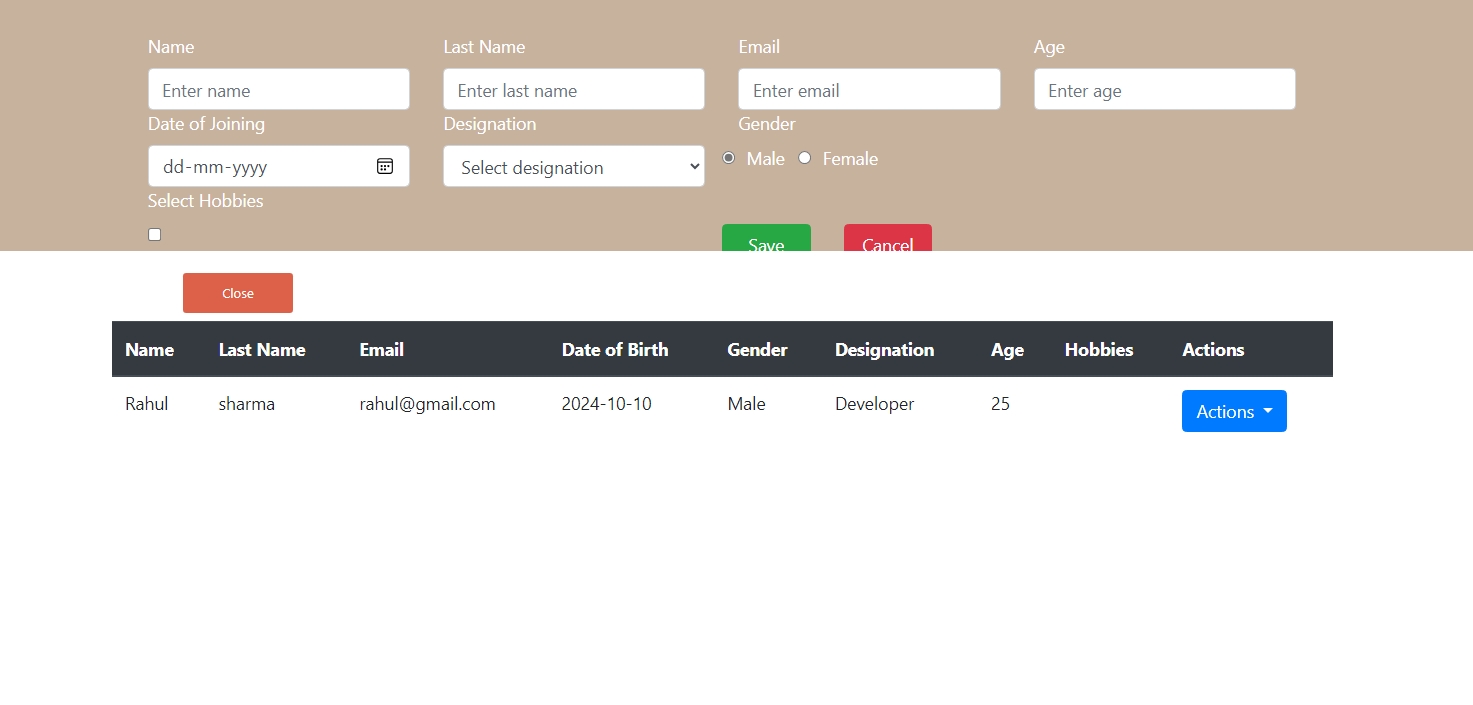 Name Last Name Email Age
Enter name Enter last name Enter email Enter age
Date of Joining Designation Gender
dd-mm-yyyy Select designation Male Female
Select Hobbies
Save Cancel
Close
Name Last Name Email Date of Birth Gender Designation Age Hobbies Actions
Rahul sharma rahul@gmail.com 2024-10-10 Male Developer 25 Actions